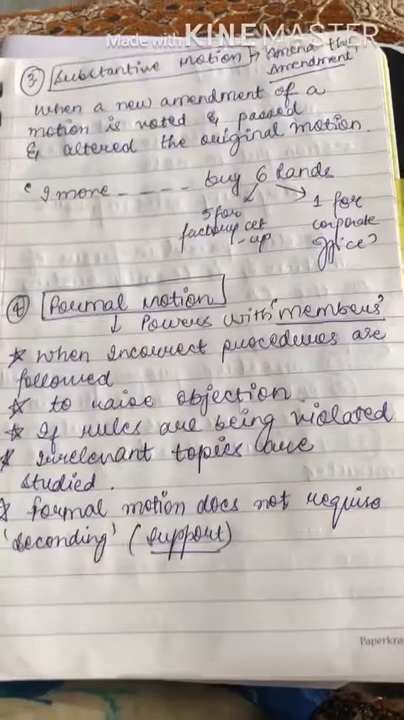 Made with KINEMASTER
③ Substantive motion → "Amend the
Amendment"
When a new amendment of a
motion is voted & passed
& altered the original motion.
"I move - - - - - buy 6 lands
5 for
factory set
- up
1 for
corporate
office"
④ Formal Motion
↓ Powers with 'members'
* When incorrect procedures are
followed
* to raise objection.
* If rules are being violated
* Irrelevant topics are
studied.
* formal motion does not require
'seconding' (support)
Paperkra